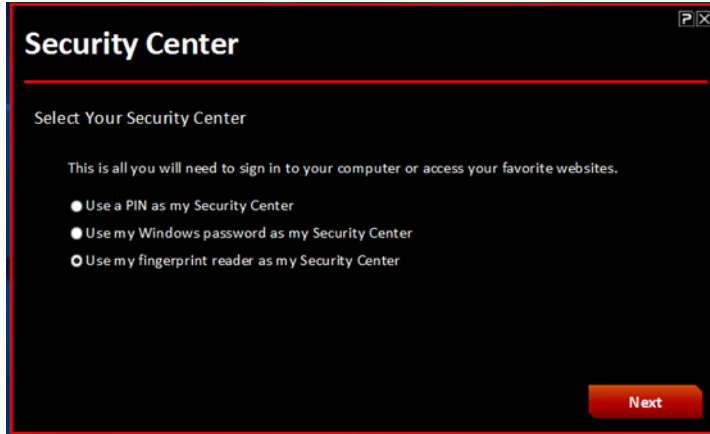 Security Center
Select Your Security Center
This is all you will need to sign in to your computer or access your favorite websites.
Use a PIN as my Security Center
Use my Windows password as my Security Center
Use my fingerprint reader as my Security Center
Next